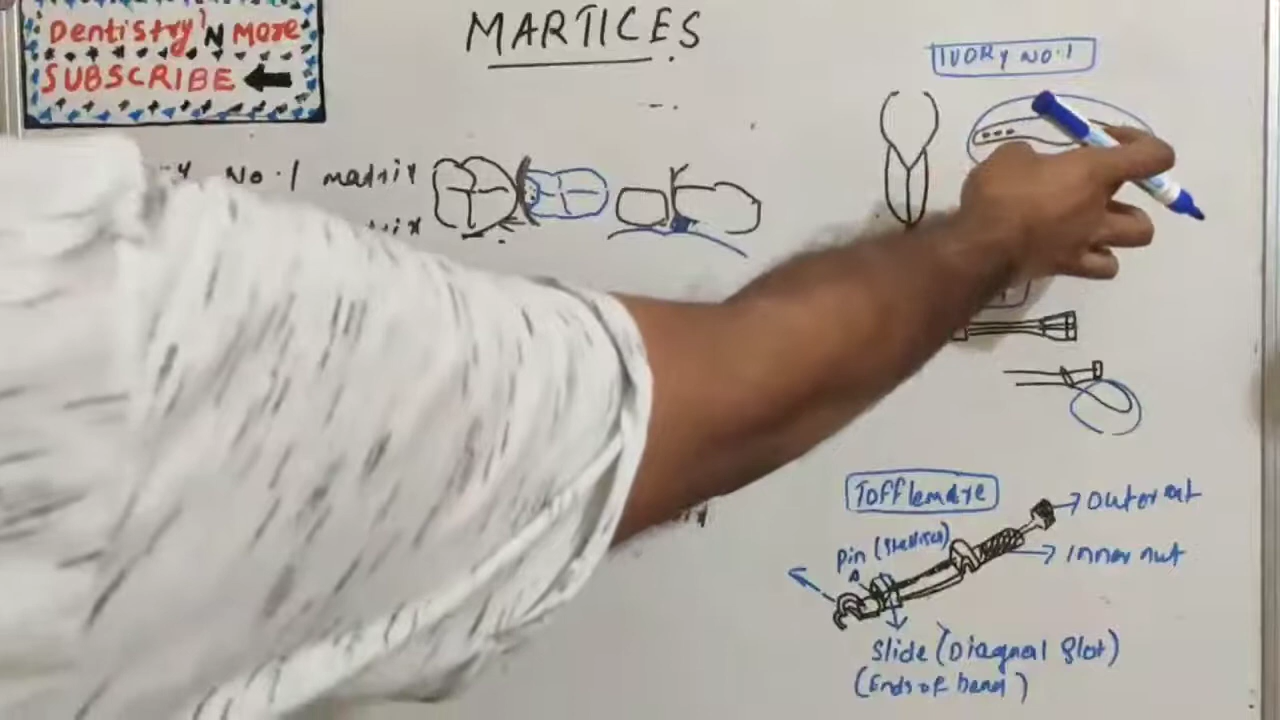 Dentistry'N More
SUBSCRIBE
MARTICES
IVORY NO.1
No.1 matrix
Tofflemire
outer nut
Pin (
Inner nut
Slide (Diagnal slot)
(Ends of band)